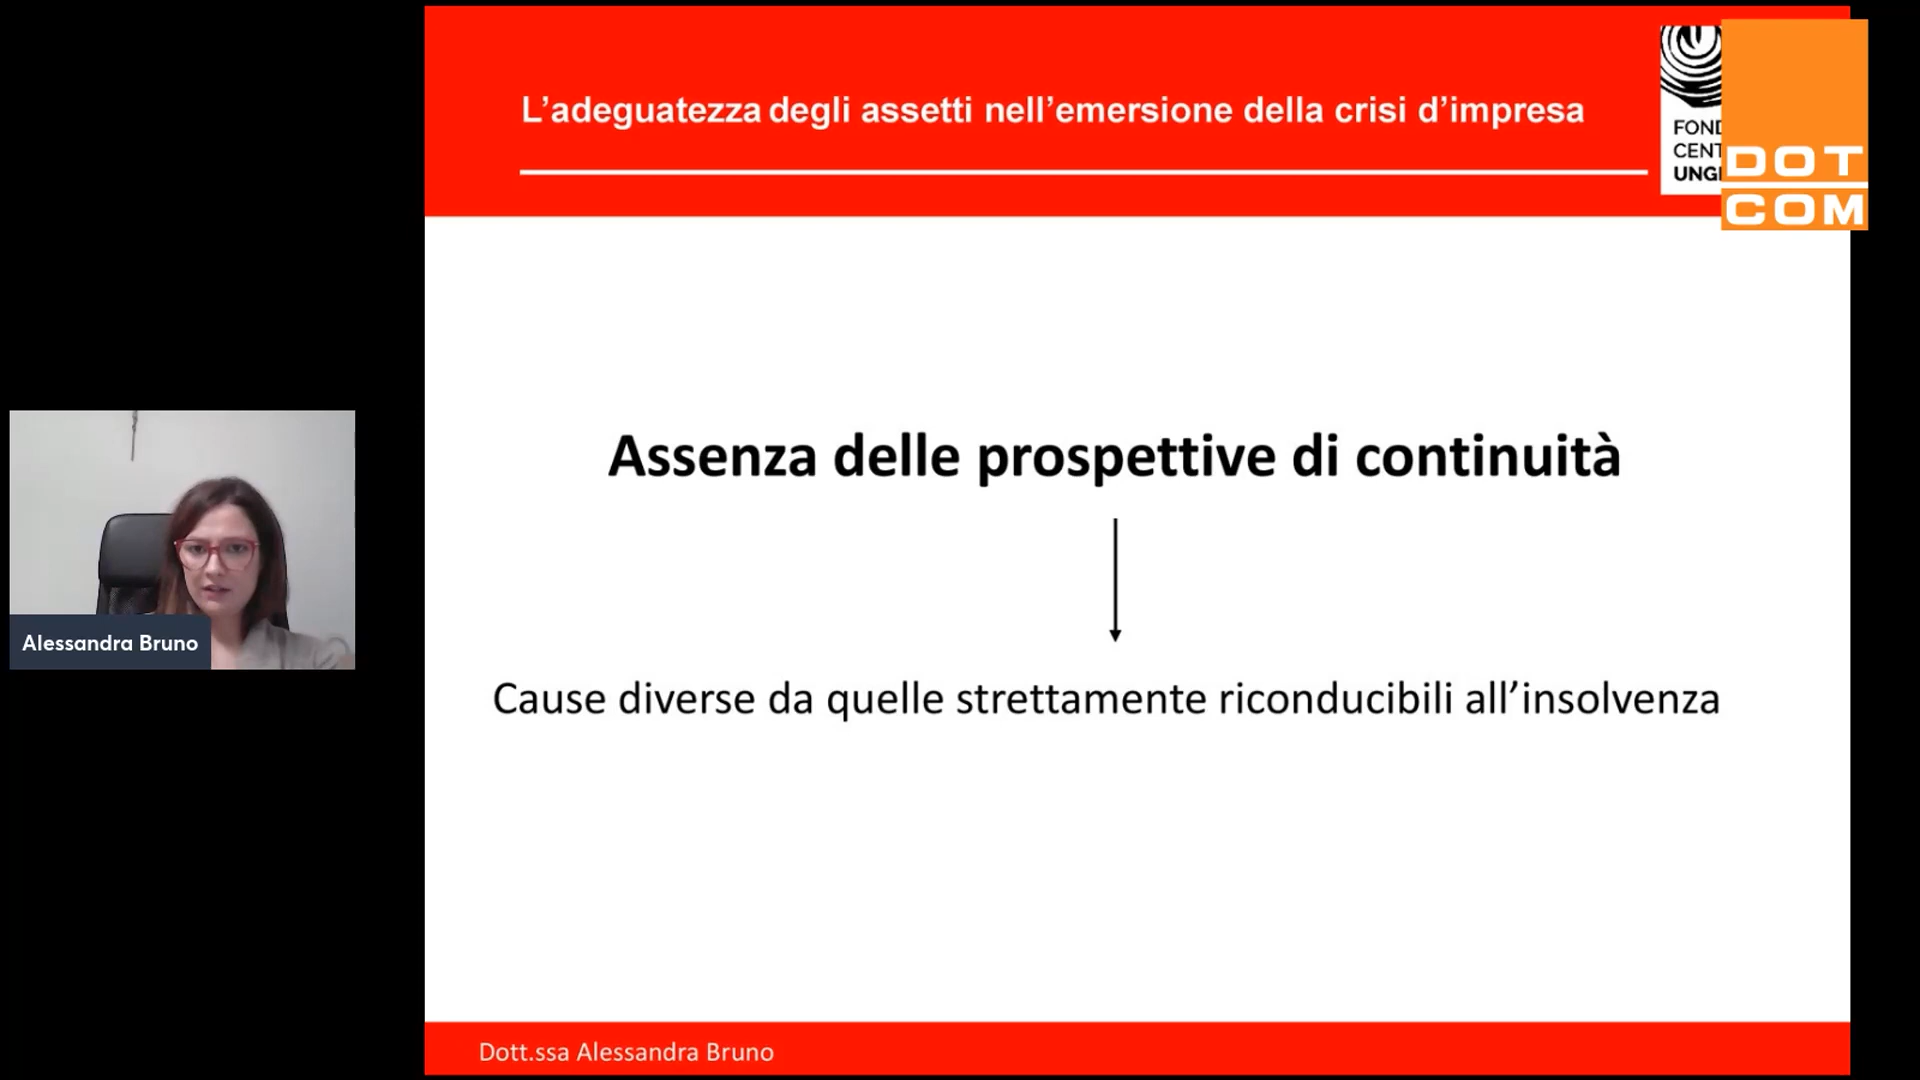 L’adeguatezza degli assetti nell’emersione della crisi d’impresa
FOND
CENT
UNG
DOT
COM
Assenza delle prospettive di continuità
Cause diverse da quelle strettamente riconducibili all’insolvenza
Alessandra Bruno
Dott.ssa Alessandra Bruno